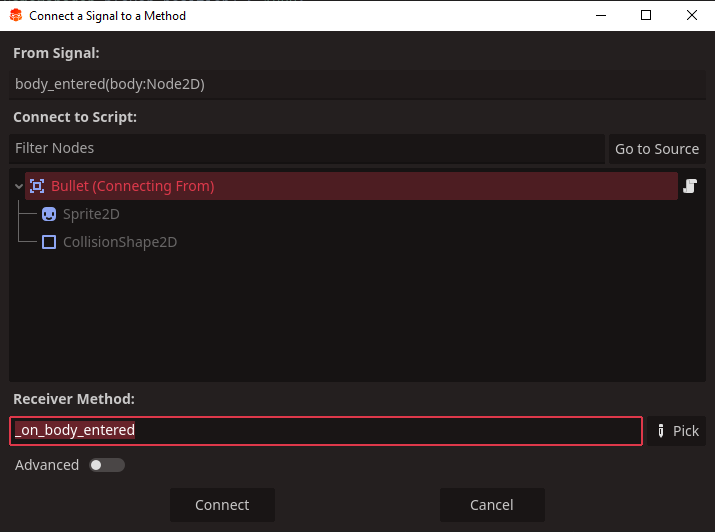 Connect a Signal to a Method
From Signal:
body_entered(body:Node2D)
Connect to Script:
Filter Nodes
Go to Source
Bullet (Connecting From)
Sprite2D
CollisionShape2D
Receiver Method:
_on_body_entered
Pick
Advanced
Connect
Cancel